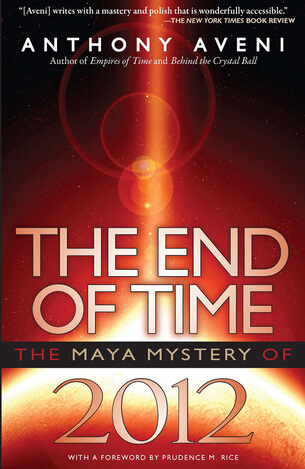 “[Aveni] writes with a mastery and polish that is wonderfully accessible.”
—THE NEW YORK TIMES BOOK REVIEW
ANTHONY AVENI
Author of Empires of Time and Behind the Crystal Ball
THE END
OF TIME
THE MAYA MYSTERY OF
2012
WITH A FOREWORD BY PRUDENCE M. RICE